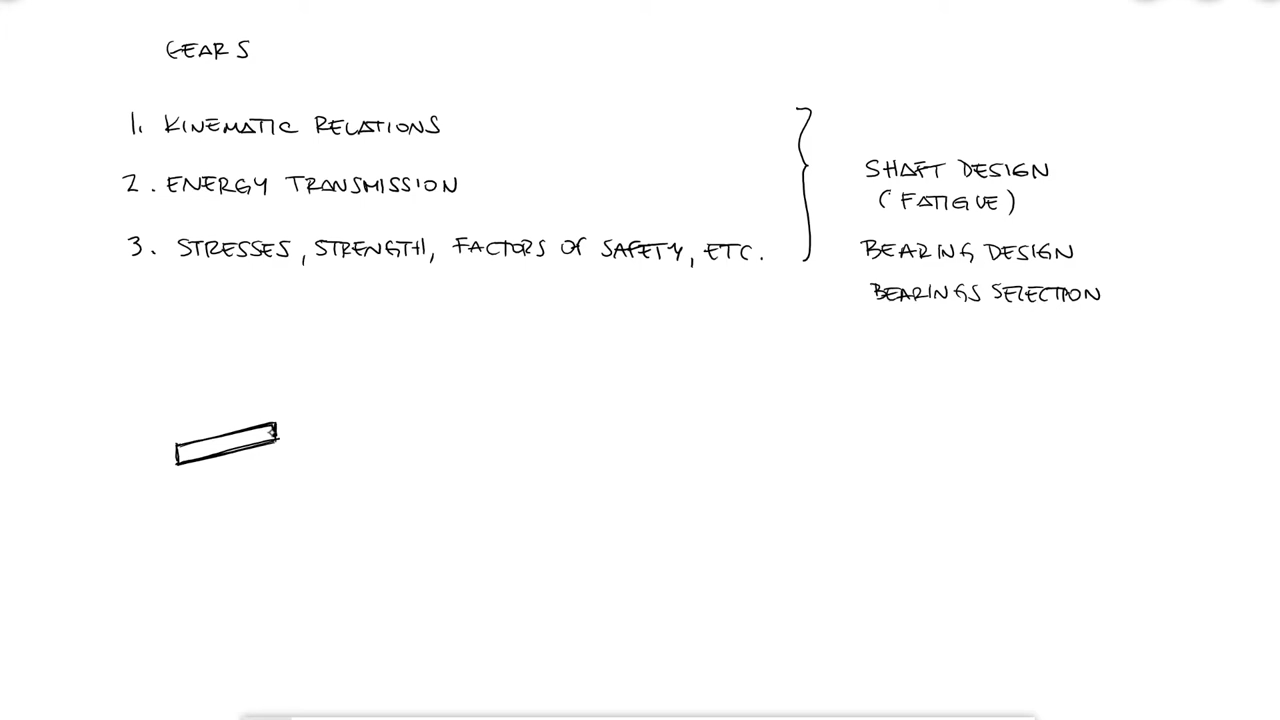 GEARS
1. KINEMATIC RELATIONS
2. ENERGY TRANSMISSION
3. STRESSES, STRENGTH, FACTORS OF SAFETY, ETC.
SHAFT DESIGN
(FATIGUE)
BEARING DESIGN
BEARINGS SELECTION